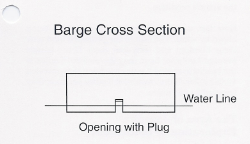 Barge Cross Section
Water Line
Opening with Plug